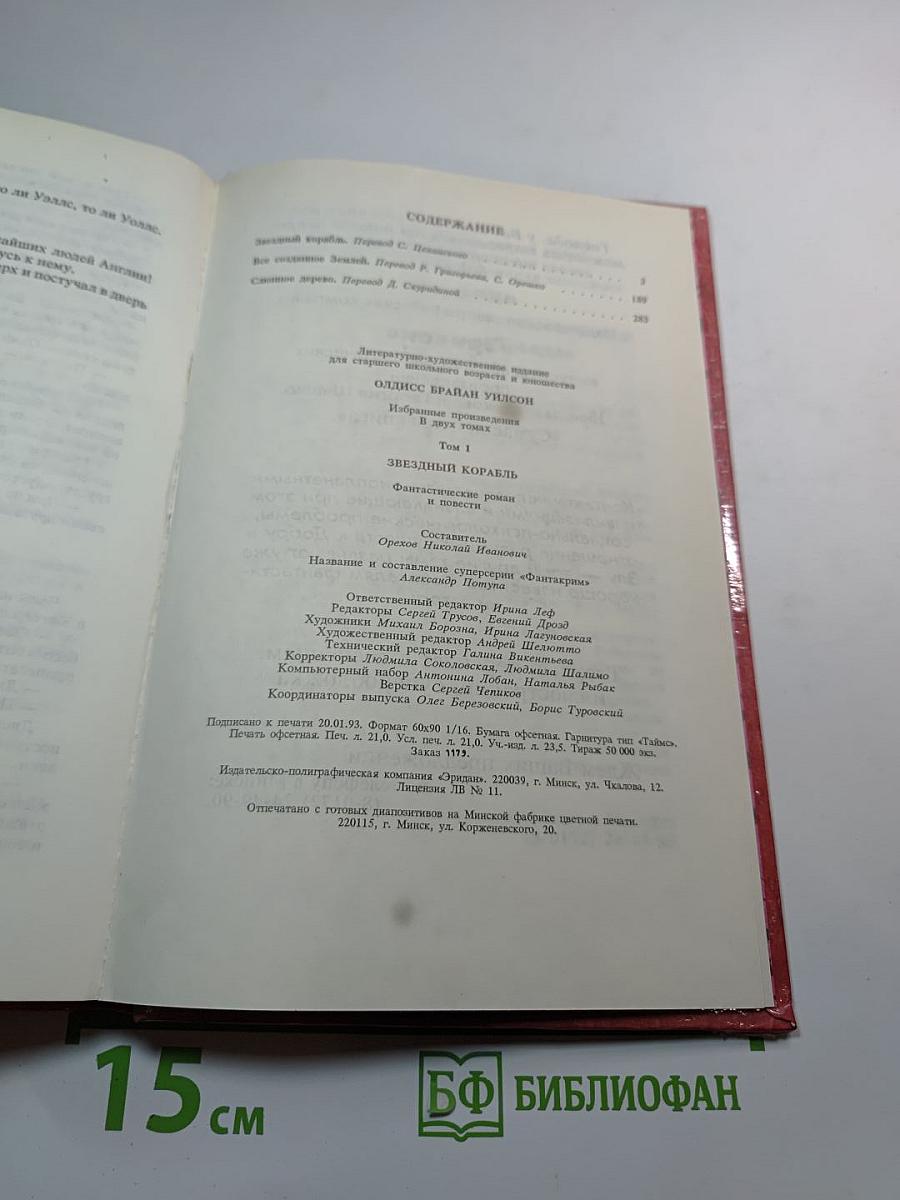 о ли Уэллс, то ли Уоллс.
айших людей Англии!
усь к нему.
ерх и постучал в дверь
СОДЕРЖАНИЕ
Звездный корабль. Перевод С. 5
Все созданное Землей. Перевод Р. Григорьева, С. Орешко 189
Слюнное дерево. Перевод Д. Скуридиной 283
Литературно-художественное издание
для старшего школьного возраста и юношества
ОЛДИСС БРАЙАН УИЛСОН
Избранные произведения
В двух томах
Том 1
ЗВЕЗДНЫЙ КОРАБЛЬ
Фантастические роман
и повести
Составитель
Орехов Николай Иванович
Название и составление суперсерии «Фантакрим»
Александр Потупа
Ответственный редактор Ирина Леф
Редакторы Сергей Трусов, Евгений Дрозд
Художники Михаил Борозна, Ирина Лагуновская
Художественный редактор Андрей Шелютто
Технический редактор Галина Викентьева
Корректоры Людмила Соколовская, Людмила Шалимо
Компьютерный набор Антонина Лобан, Наталья Рыбак
Верстка Сергей Чепиков
Координаторы выпуска Олег Березовский, Борис Туровский
Подписано к печати 20.01.93. Формат 60х90 1/16. Бумага офсетная. Гарнитура тип «Таймс».
Печать офсетная. Печ. л. 21,0. Усл. печ. л. 21,0. Уч.-изд. л. 23,5. Тираж 50 000 экз.
Заказ 1179.
Издательско-полиграфическая компания «Эридан». 220039, г. Минск, ул. Чкалова, 12.
Лицензия ЛВ № 11.
Отпечатано с готовых диапозитивов на Минской фабрике цветной печати.
220115, г. Минск, ул. Корженевского, 20.
15 см
БФ БИБЛИОФАН